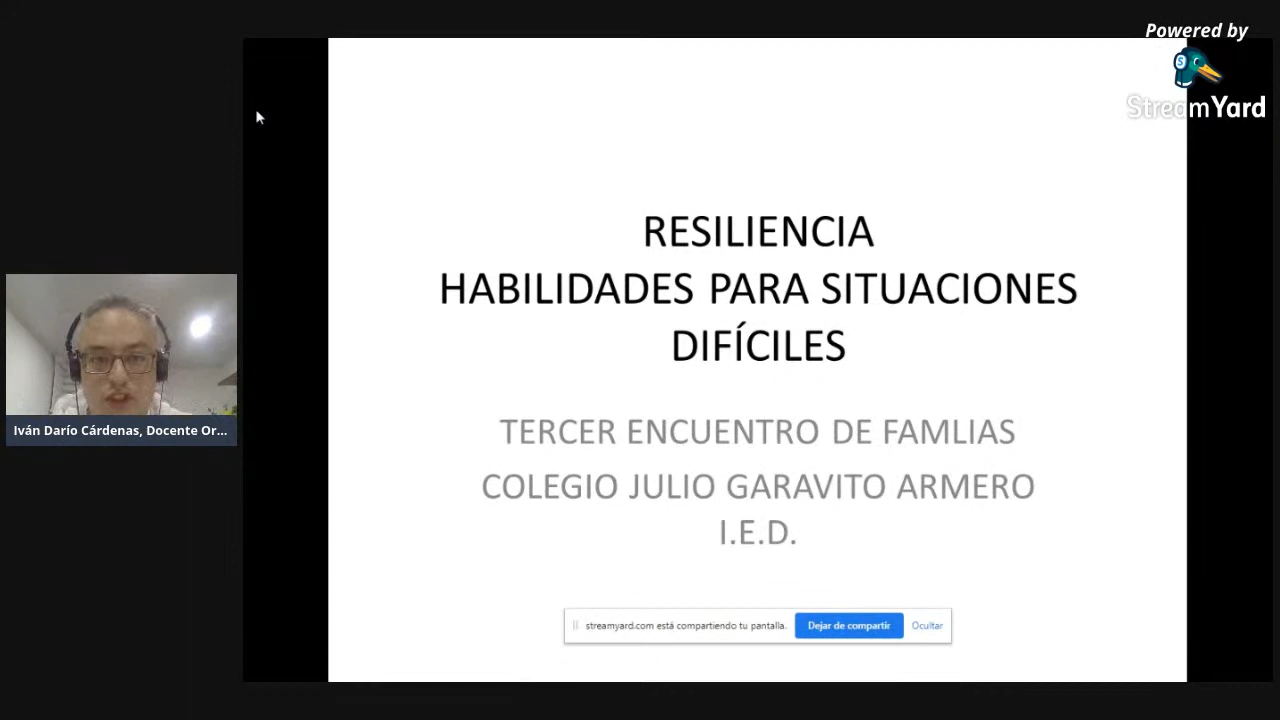 Powered by
StreamYard
RESILIENCIA
HABILIDADES PARA SITUACIONES
DIFÍCILES
TERCER ENCUENTRO DE FAMLIAS
COLEGIO JULIO GARAVITO ARMERO
I.E.D.
Iván Darío Cárdenas, Docente Or...
streamyard.com está compartiendo tu pantalla. Dejar de compartir Ocultar